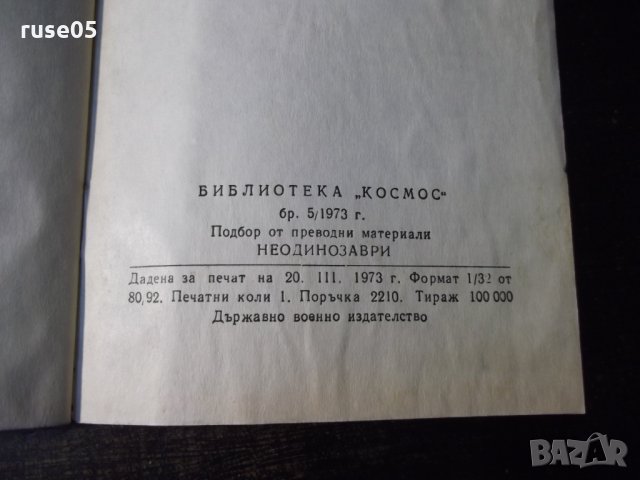 ruse05
БИБЛИОТЕКА „КОСМОС“
бр. 5/1973 г.
Подбор от преводни материали
НЕОДИНОЗАВРИ
Дадена за печат на 20. III. 1973 г. Формат 1/32 от
80,92. Печатни коли 1. Поръчка 2210. Тираж 100 000
Държавно военно издателство
BAZAR